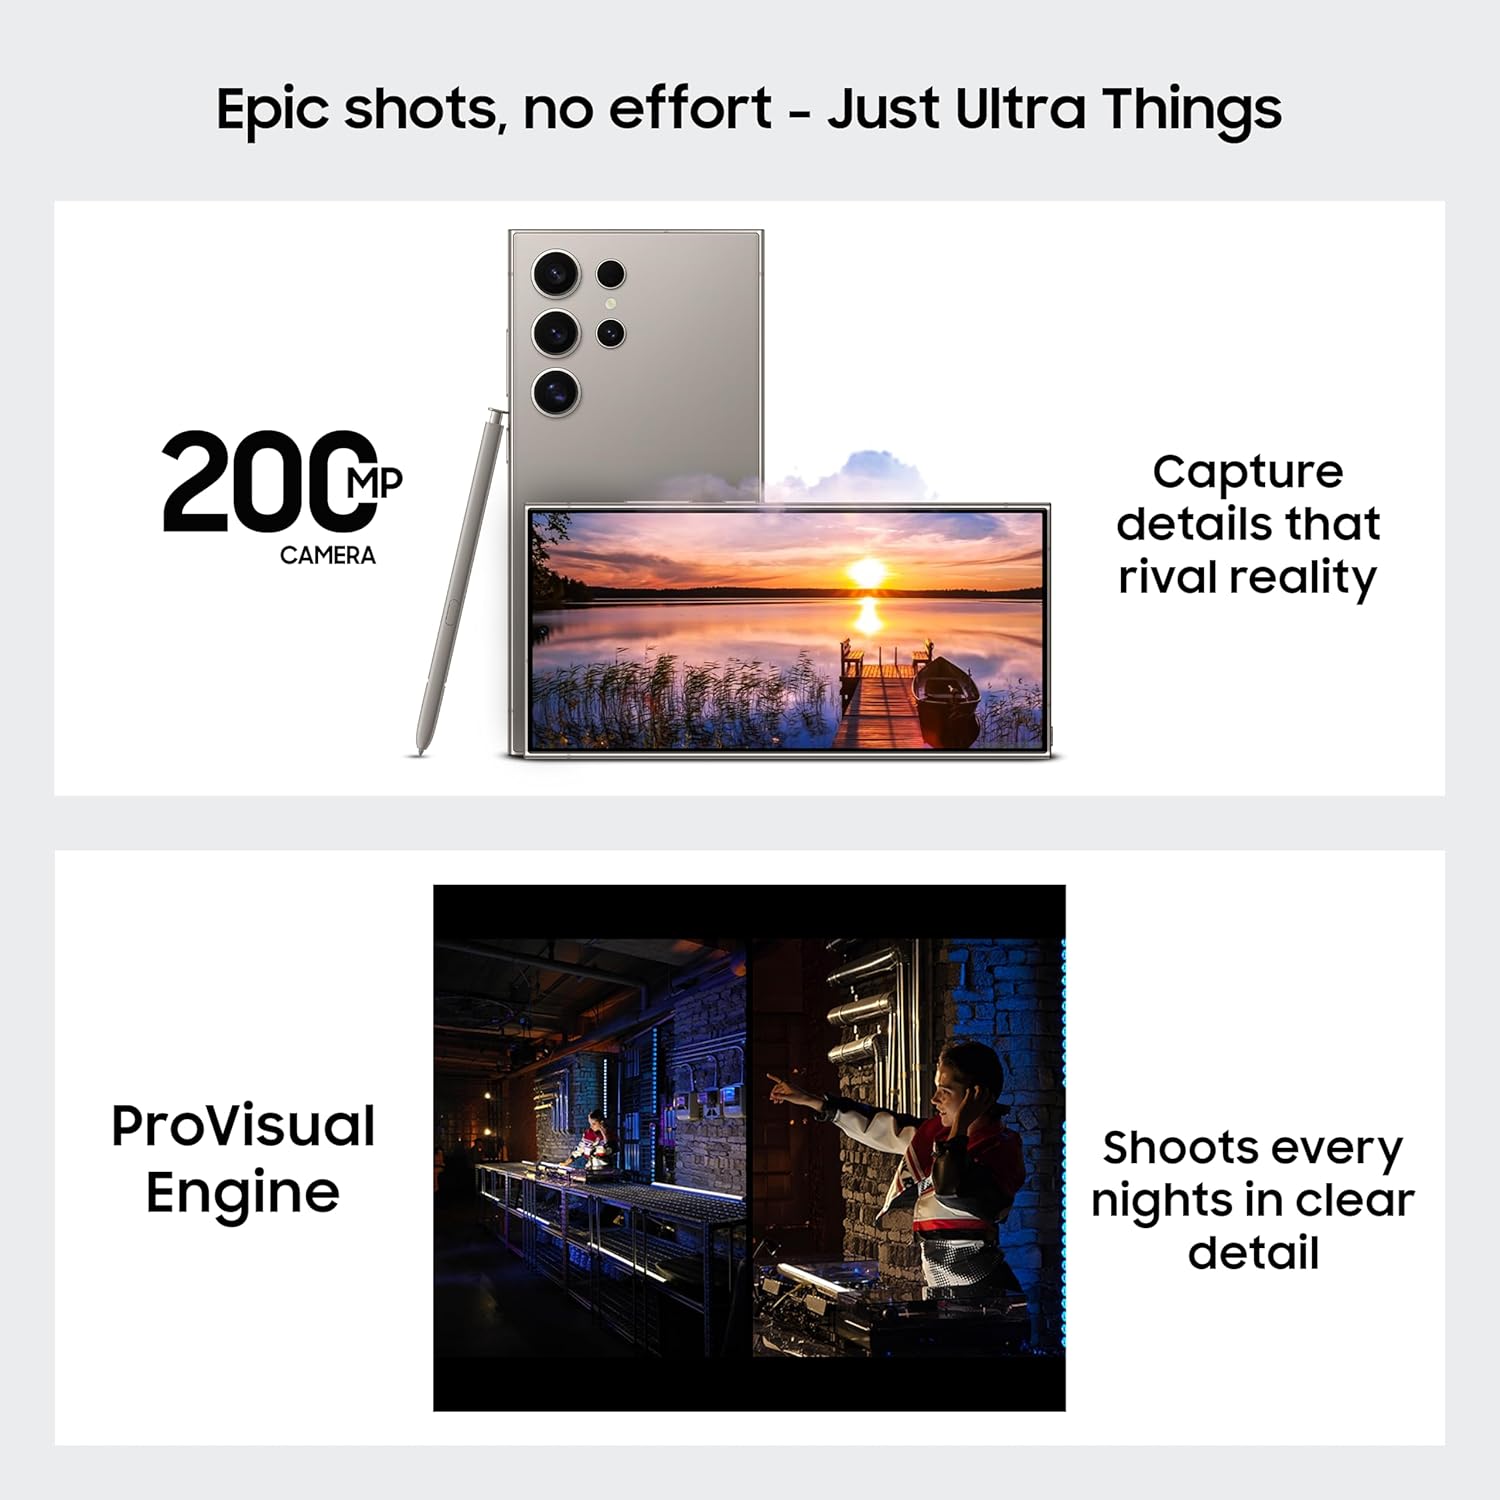 Epic shots, no effort - Just Ultra Things
200MP
CAMERA
Capture
details that
rival reality
ProVisual
Engine
Shoots every
nights in clear
detail